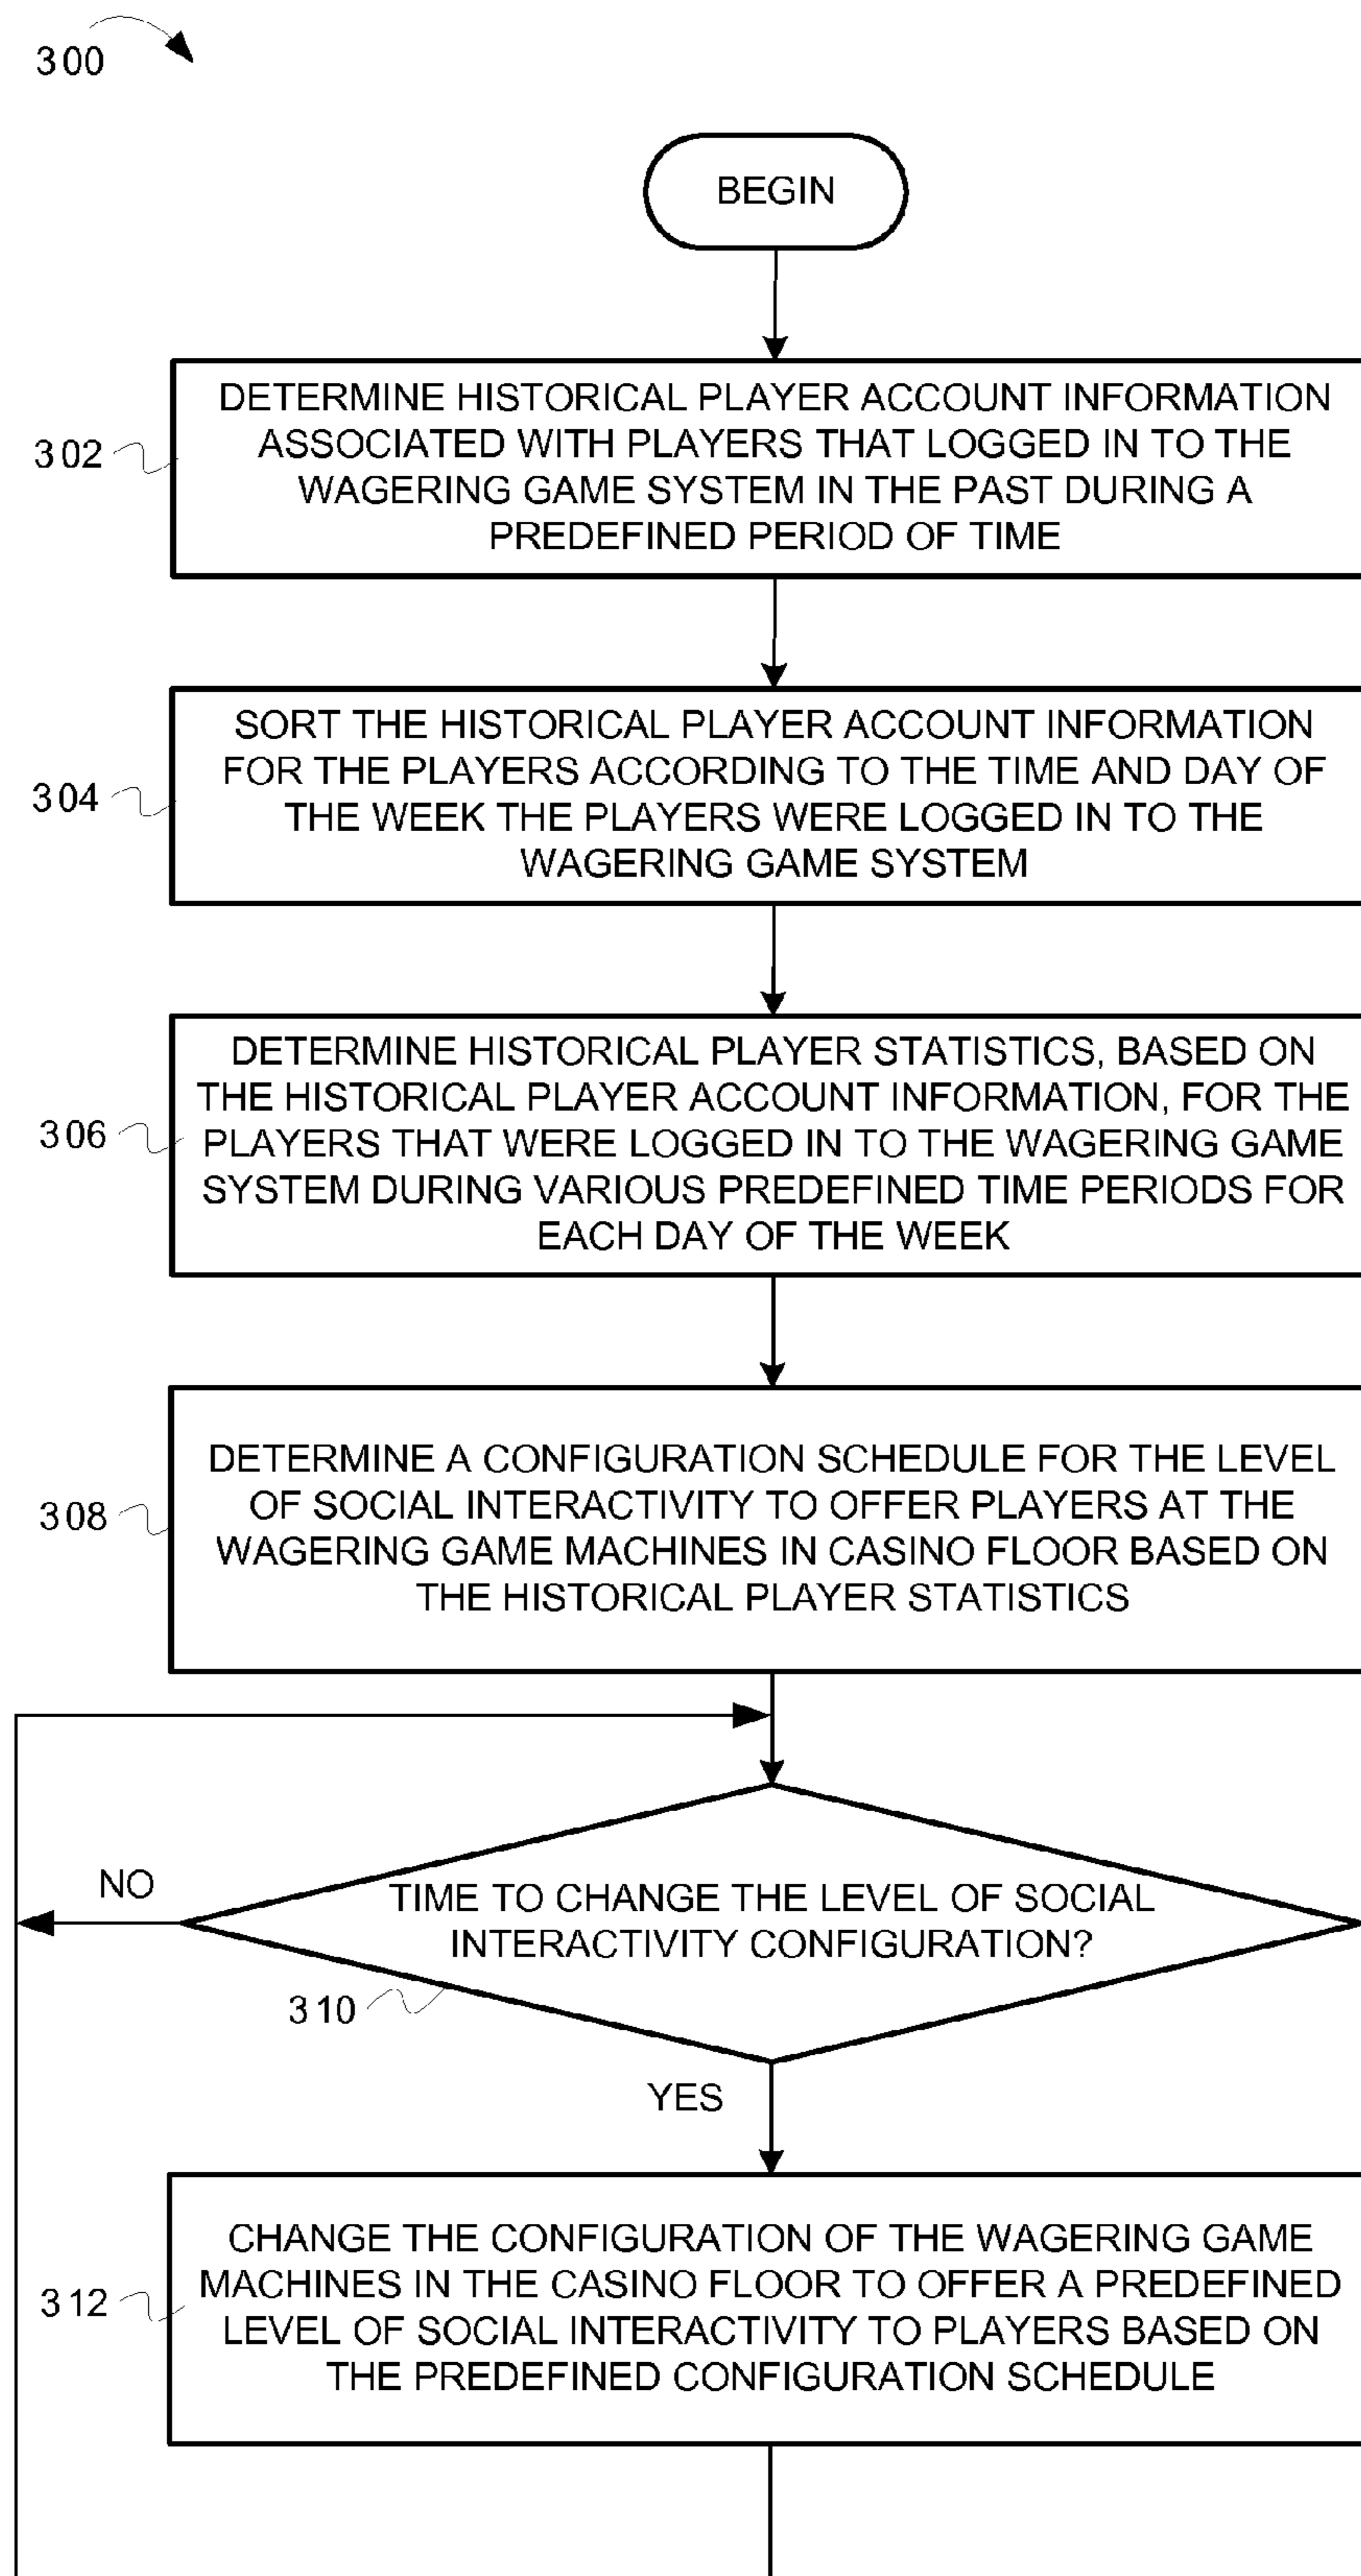 300
BEGIN
302
DETERMINE HISTORICAL PLAYER ACCOUNT INFORMATION
ASSOCIATED WITH PLAYERS THAT LOGGED IN TO THE
WAGERING GAME SYSTEM IN THE PAST DURING A
PREDEFINED PERIOD OF TIME
304
SORT THE HISTORICAL PLAYER ACCOUNT INFORMATION
FOR THE PLAYERS ACCORDING TO THE TIME AND DAY OF
THE WEEK THE PLAYERS WERE LOGGED IN TO THE
WAGERING GAME SYSTEM
306
DETERMINE HISTORICAL PLAYER STATISTICS, BASED ON
THE HISTORICAL PLAYER ACCOUNT INFORMATION, FOR THE
PLAYERS THAT WERE LOGGED IN TO THE WAGERING GAME
SYSTEM DURING VARIOUS PREDEFINED TIME PERIODS FOR
EACH DAY OF THE WEEK
308
DETERMINE A CONFIGURATION SCHEDULE FOR THE LEVEL
OF SOCIAL INTERACTIVITY TO OFFER PLAYERS AT THE
WAGERING GAME MACHINES IN CASINO FLOOR BASED ON
THE HISTORICAL PLAYER STATISTICS
NO
TIME TO CHANGE THE LEVEL OF SOCIAL
INTERACTIVITY CONFIGURATION?
310
YES
312
CHANGE THE CONFIGURATION OF THE WAGERING GAME
MACHINES IN THE CASINO FLOOR TO OFFER A PREDEFINED
LEVEL OF SOCIAL INTERACTIVITY TO PLAYERS BASED ON
THE PREDEFINED CONFIGURATION SCHEDULE